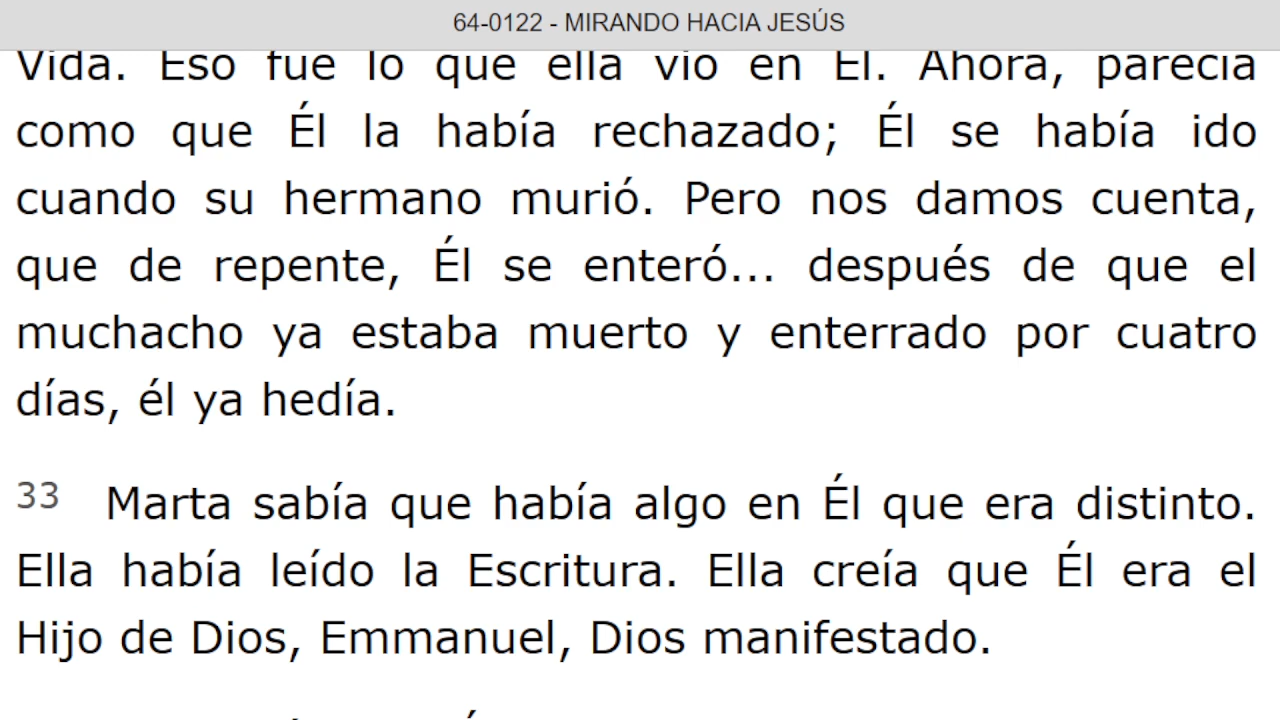 64-0122 - MIRANDO HACIA JESÚS
Vida. Eso fue lo que ella vio en Él. Ahora, parecía
como que Él la había rechazado; Él se había ido
cuando su hermano murió. Pero nos damos cuenta,
que de repente, Él se enteró... después de que el
muchacho ya estaba muerto y enterrado por cuatro
días, él ya hedía.
33 Marta sabía que había algo en Él que era distinto.
Ella había leído la Escritura. Ella creía que Él era el
Hijo de Dios, Emmanuel, Dios manifestado.